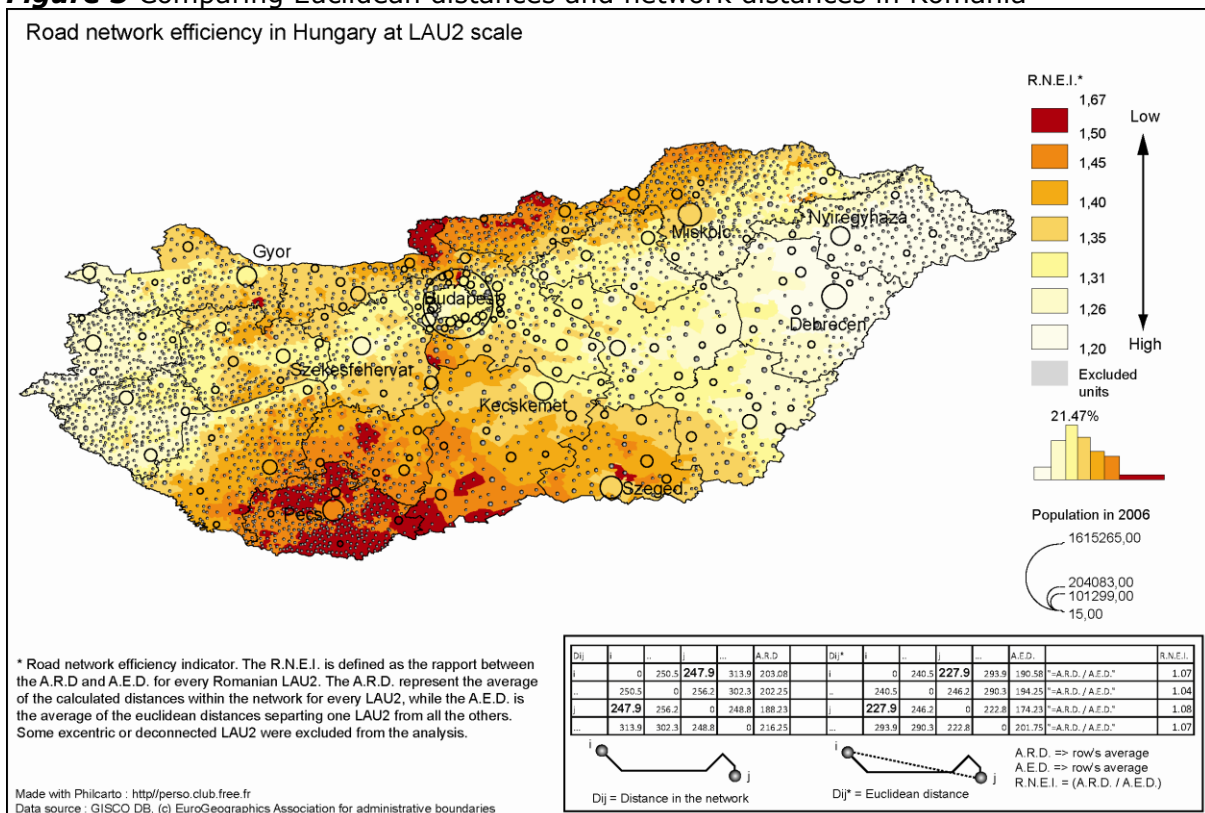 Figure 3 Comparing Euclidean distances and network distances in Romania
Road network efficiency in Hungary at LAU2 scale
R.N.E.I.*
1,67
Low
1,50
1,45
1,40
1,35
1,31
1,26
1,20
High
Excluded
units
21.47%
Population in 2006
1615265,00
204083,00
101299,00
15,00
Gyor
Miskolc
Nyiregyhaza
Budapest
Debrecen
Szekesfehervar
Kecskemet
Szeged
Pecs
* Road network efficiency indicator. The R.N.E.I. is defined as the rapport between
the A.R.D and A.E.D. for every Romanian LAU2. The A.R.D. represent the average
of the calculated distances within the network for every LAU2, while the A.E.D. is
the average of the euclidean distances separting one LAU2 from all the others.
Some excentric or deconnected LAU2 were excluded from the analysis.
Made with Philcarto : http//perso.club.free.fr
Data source : GISCO DB, (c) EuroGeographics Association for administrative boundaries
Dij i .. j ... A.R.D Dij* i .. j ... A.E.D. R.N.E.I.
i 0 250.5 247.9 313.9 203.08 i 0 240.5 227.9 293.9 190.58 "=A.R.D. / A.E.D." 1.07
.. 250.5 0 256.2 302.3 202.25 .. 240.5 0 246.2 290.3 194.25 "=A.R.D. / A.E.D." 1.04
j 247.9 256.2 0 248.8 188.23 j 227.9 246.2 0 222.8 174.23 "=A.R.D. / A.E.D." 1.08
... 313.9 302.3 248.8 0 216.25 ... 293.9 290.3 222.8 0 201.75 "=A.R.D. / A.E.D." 1.07
i
j
Dij = Distance in the network
i
j
Dij* = Euclidean distance
A.R.D. => row's average
A.E.D. => row's average
R.N.E.I. = (A.R.D. / A.E.D.)